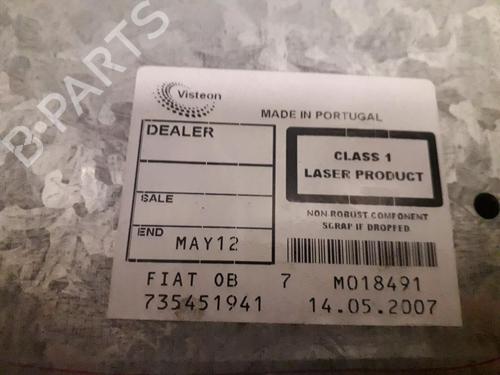 B-PARTS
Visteon
MADE IN PORTUGAL
DEALER
CLASS 1
LASER PRODUCT
SALE
NON ROBUST COMPONENT
SCRAP IF DROPPED
END MAY12
FIAT OB 7 M018491
735451941 14.05.2007